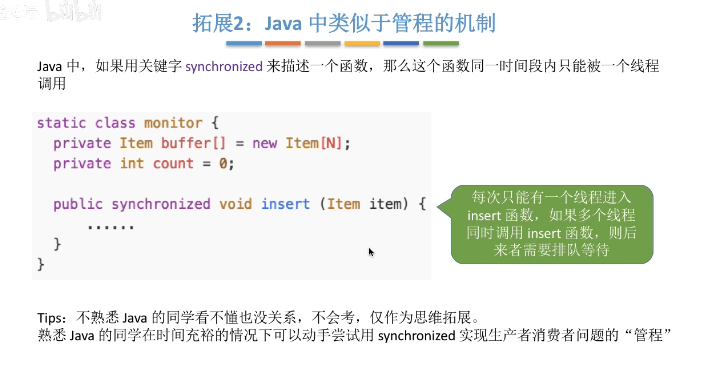 拓展2：Java 中类似于管程的机制
Java 中，如果用关键字 synchronized 来描述一个函数，那么这个函数同一时间段内只能被一个线程
调用
static class monitor {
private Item buffer[] = new Item[N];
private int count = 0;
public synchronized void insert (Item item) {
......
}
}
每次只能有一个线程进入
insert 函数，如果多个线程
同时调用 insert 函数，则后
来者需要排队等待
Tips：不熟悉 Java 的同学看不懂也没关系，不会考，仅作为思维拓展。
熟悉 Java 的同学在时间充裕的情况下可以动手尝试用 synchronized 实现生产者消费者问题的“管程”